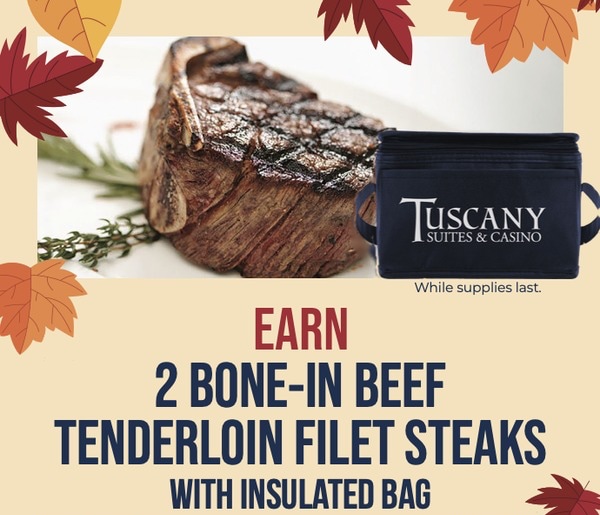 TUSCANY
SUITES & CASINO
While supplies last.
EARN
2 BONE-IN BEEF
TENDERLOIN FILET STEAKS
WITH INSULATED BAG